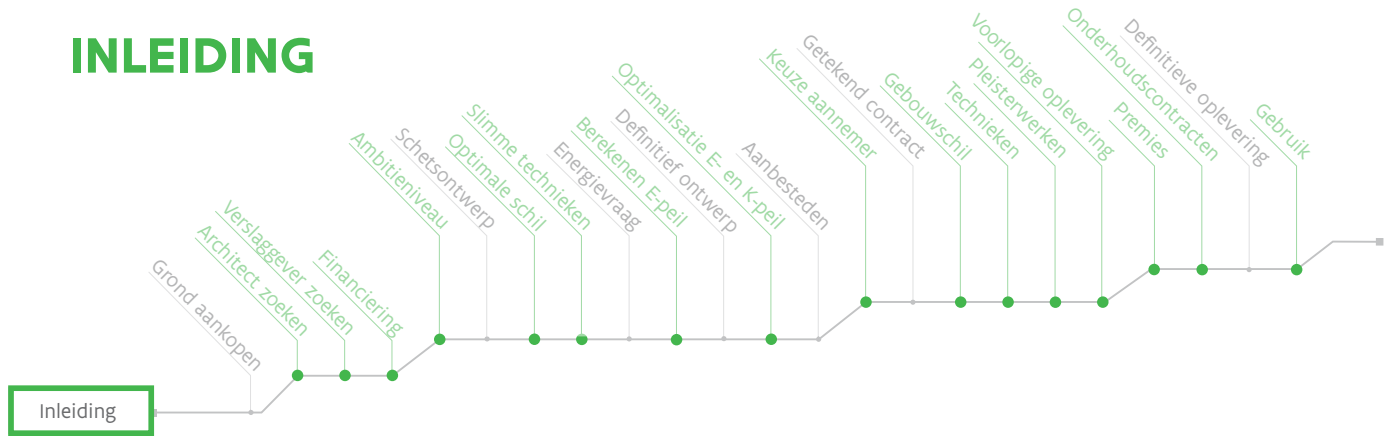 INLEIDING
Inleiding
Grond aankopen
Architect zoeken
Verslaggever zoeken
Financiering
Ambitieniveau
Schetsontwerp
Optimale schil
Slimme technieken
Energievraag
Berekenen E-peil
Definitief ontwerp
Optimalisatie E- en K-peil
Aanbesteden
Keuze aannemer
Getekend contract
Gebouwschil
Technieken
Pleisterwerken
Voorlopige oplevering
Premies
Onderhoudscontracten
Definitieve oplevering
Gebruik